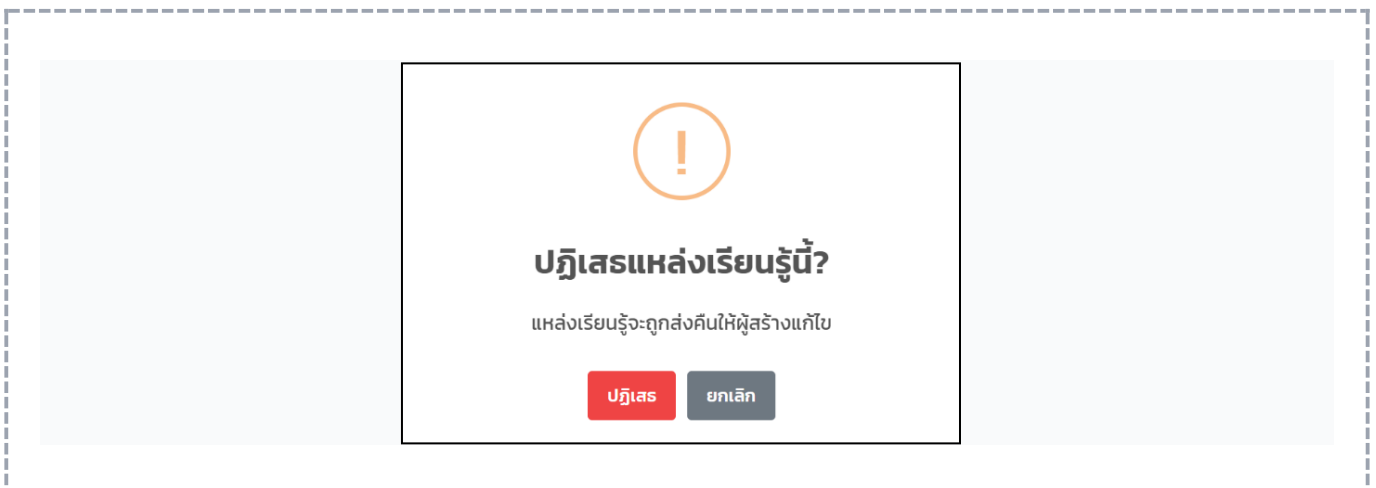 !
ปฏิเสธแหล่งเรียนรู้นี้?
แหล่งเรียนรู้จะถูกส่งคืนให้ผู้สร้างแก้ไข
ปฏิเสธ
ยกเลิก